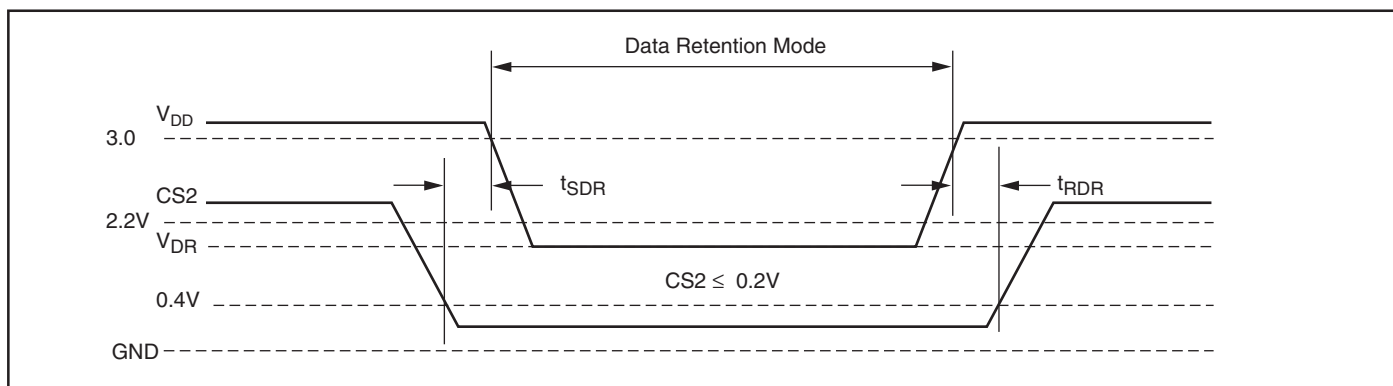 Data Retention Mode
VDD
3.0
tSDR
tRDR
CS2
2.2V
VDR
CS2 ≤ 0.2V
0.4V
GND